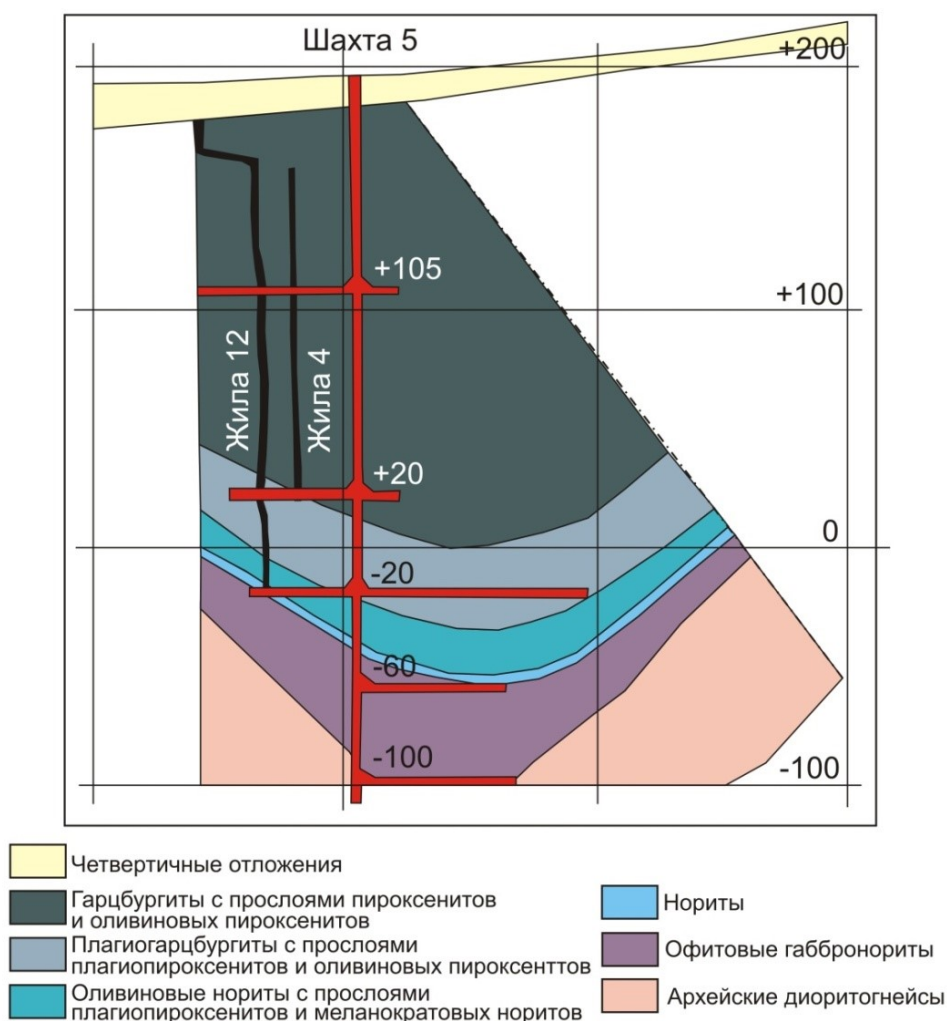 Шахта 5
+200
+105
+100
Жила 12
Жила 4
+20
0
-20
-60
-100
-100
Четвертичные отложения
Гарцбургиты с прослоями пироксенитов
и оливиновых пироксенитов
Плагиогарцбургиты с прослоями
плагиопироксенитов и оливиновых пироксенттов
Оливиновые нориты с прослоями
плагиопироксенитов и меланократовых норитов
Нориты
Офитовые габбронориты
Архейские диоритогнейсы